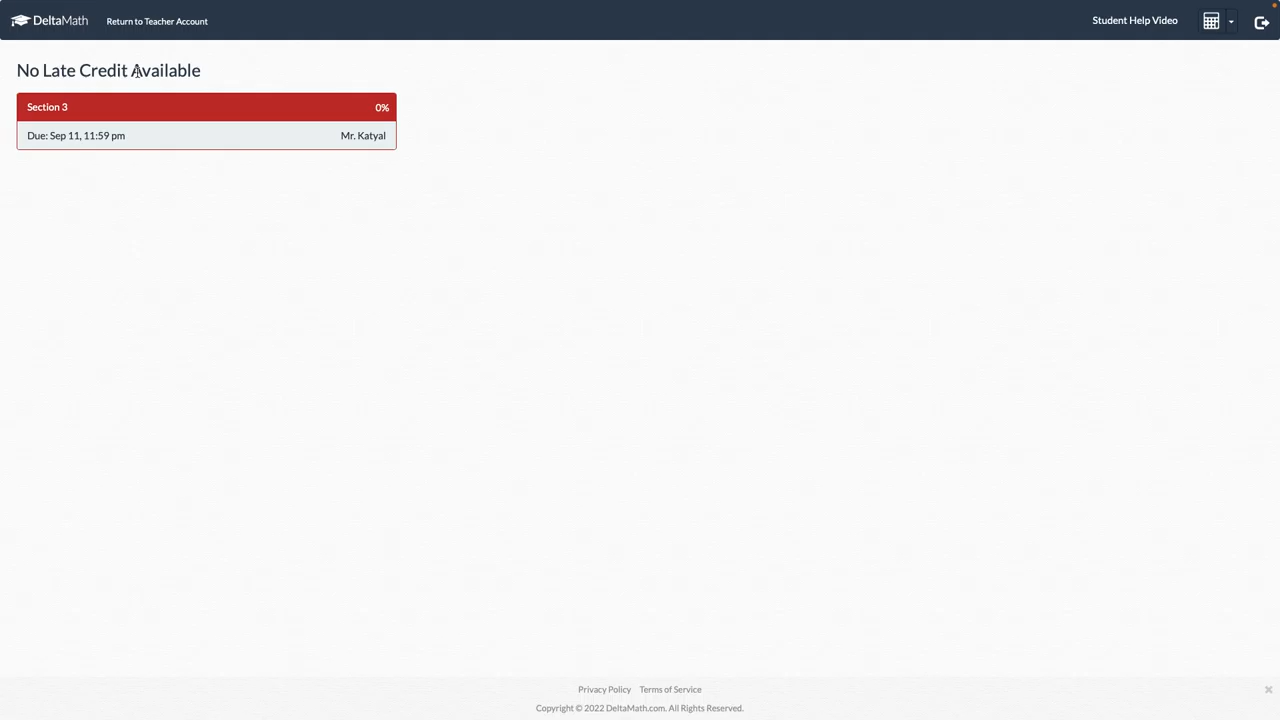 DeltaMath Return to Teacher Account Student Help Video
No Late Credit Available
Section 3 0%
Due: Sep 11, 11:59 pm Mr. Katyal
Privacy Policy Terms of Service
Copyright © 2022 DeltaMath.com. All Rights Reserved.